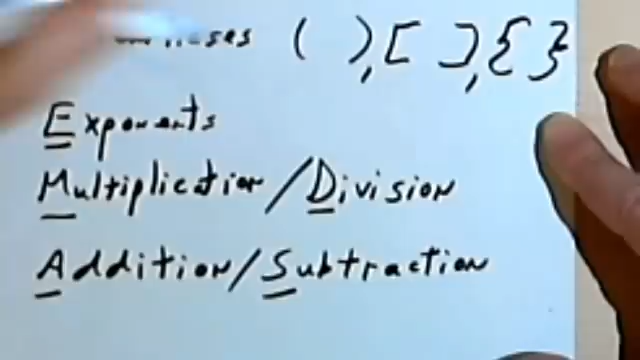 ( ), [ ], { }
Exponents
Multiplication/Division
Addition/Subtraction